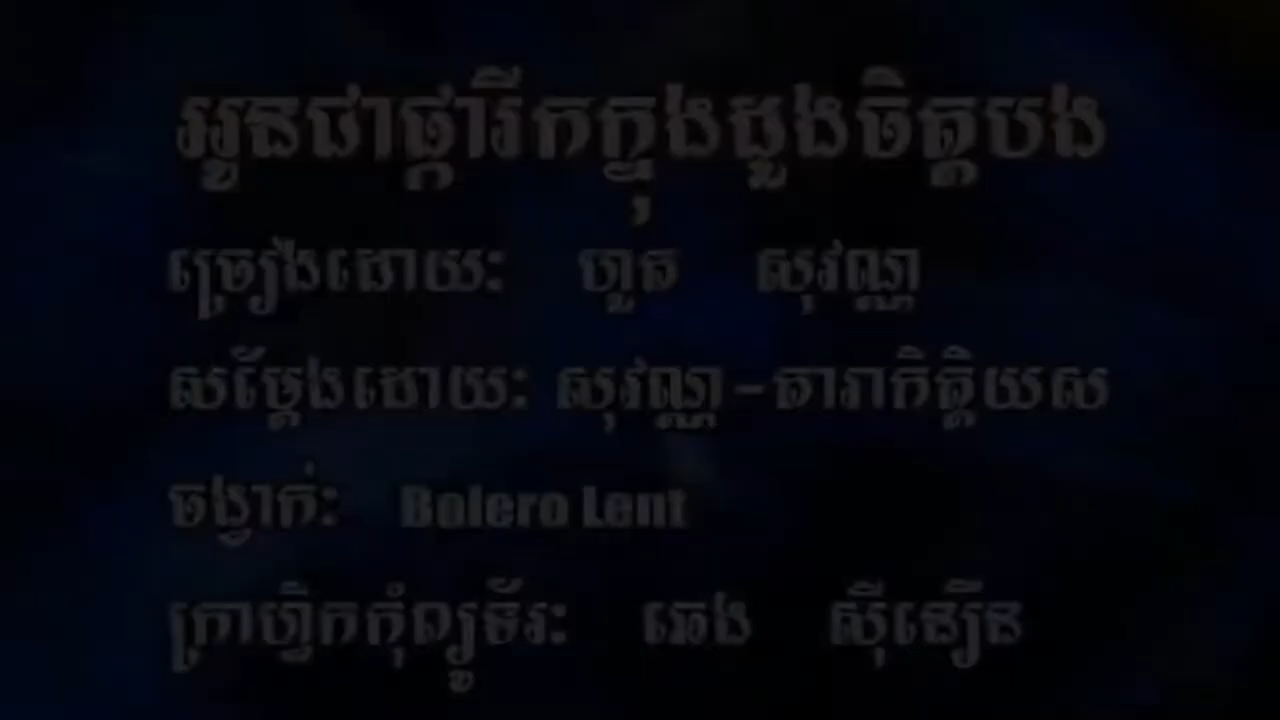 អូនជាផ្ការីកក្នុងដួងចិត្តបង
ច្រៀងដោយៈ ហួត សុវណ្ណ
សម្ដែងដោយៈ សុវណ្ណ-តារាកិត្តិយស
ចង្វាក់ៈ Bolero Lent
ក្រាហ្វិកកុំព្យូទ័រៈ ឆេង ស៊ីនឿន